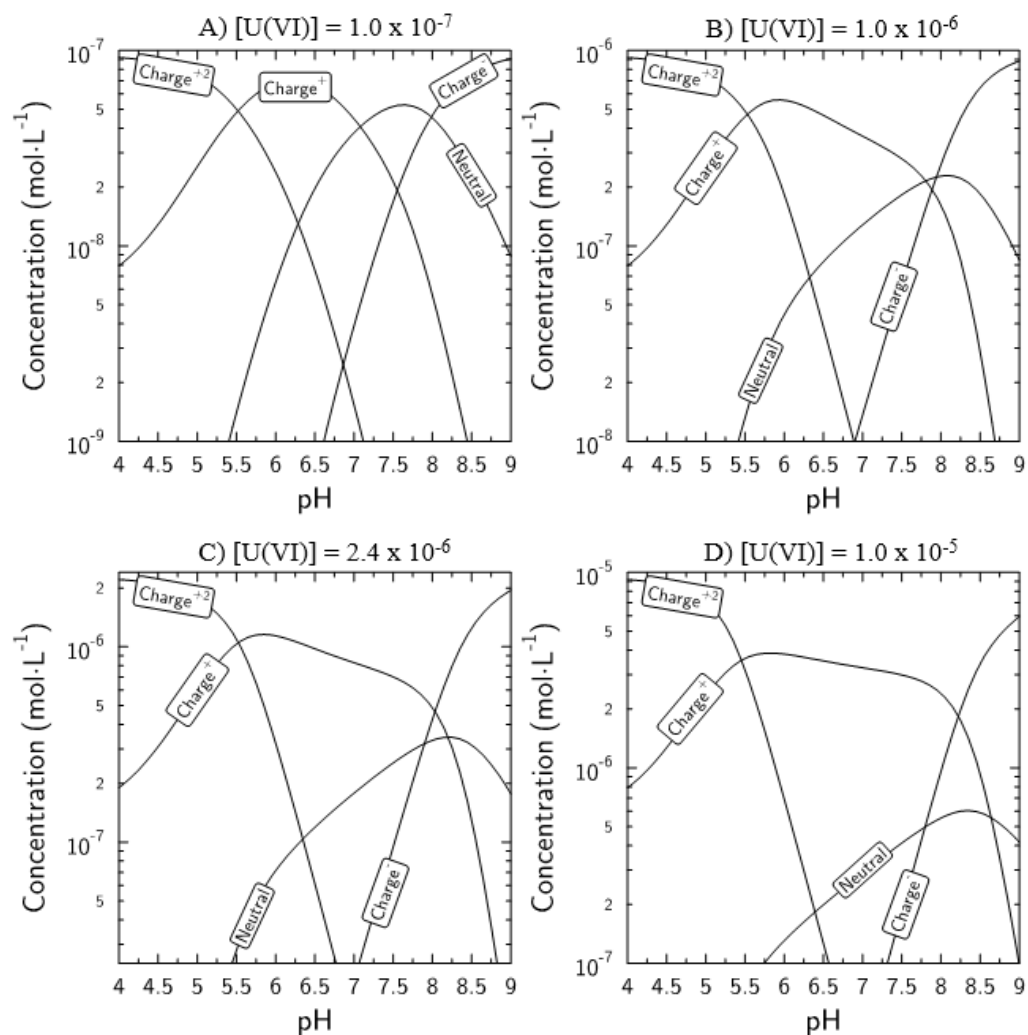 A) [U(VI)] = 1.0 x 10⁻⁷
10⁻⁷
5
2
10⁻⁸
5
2
10⁻⁹
Concentration (mol·L⁻¹)
Charge⁺²
Charge⁺
Charge⁻
Neutral
4 4.5 5 5.5 6 6.5 7 7.5 8 8.5 9
pH
B) [U(VI)] = 1.0 x 10⁻⁶
10⁻⁶
5
2
10⁻⁷
5
2
10⁻⁸
Concentration (mol·L⁻¹)
Charge⁺²
Charge⁺
Charge⁻
Neutral
4 4.5 5 5.5 6 6.5 7 7.5 8 8.5 9
pH
C) [U(VI)] = 2.4 x 10⁻⁶
2
10⁻⁶
5
2
10⁻⁷
5
Concentration (mol·L⁻¹)
Charge⁺²
Charge⁺
Neutral
Charge⁻
4 4.5 5 5.5 6 6.5 7 7.5 8 8.5 9
pH
D) [U(VI)] = 1.0 x 10⁻⁵
10⁻⁵
5
2
10⁻⁶
5
2
10⁻⁷
Concentration (mol·L⁻¹)
Charge⁺²
Charge⁺
Neutral
Charge⁻
4 4.5 5 5.5 6 6.5 7 7.5 8 8.5 9
pH